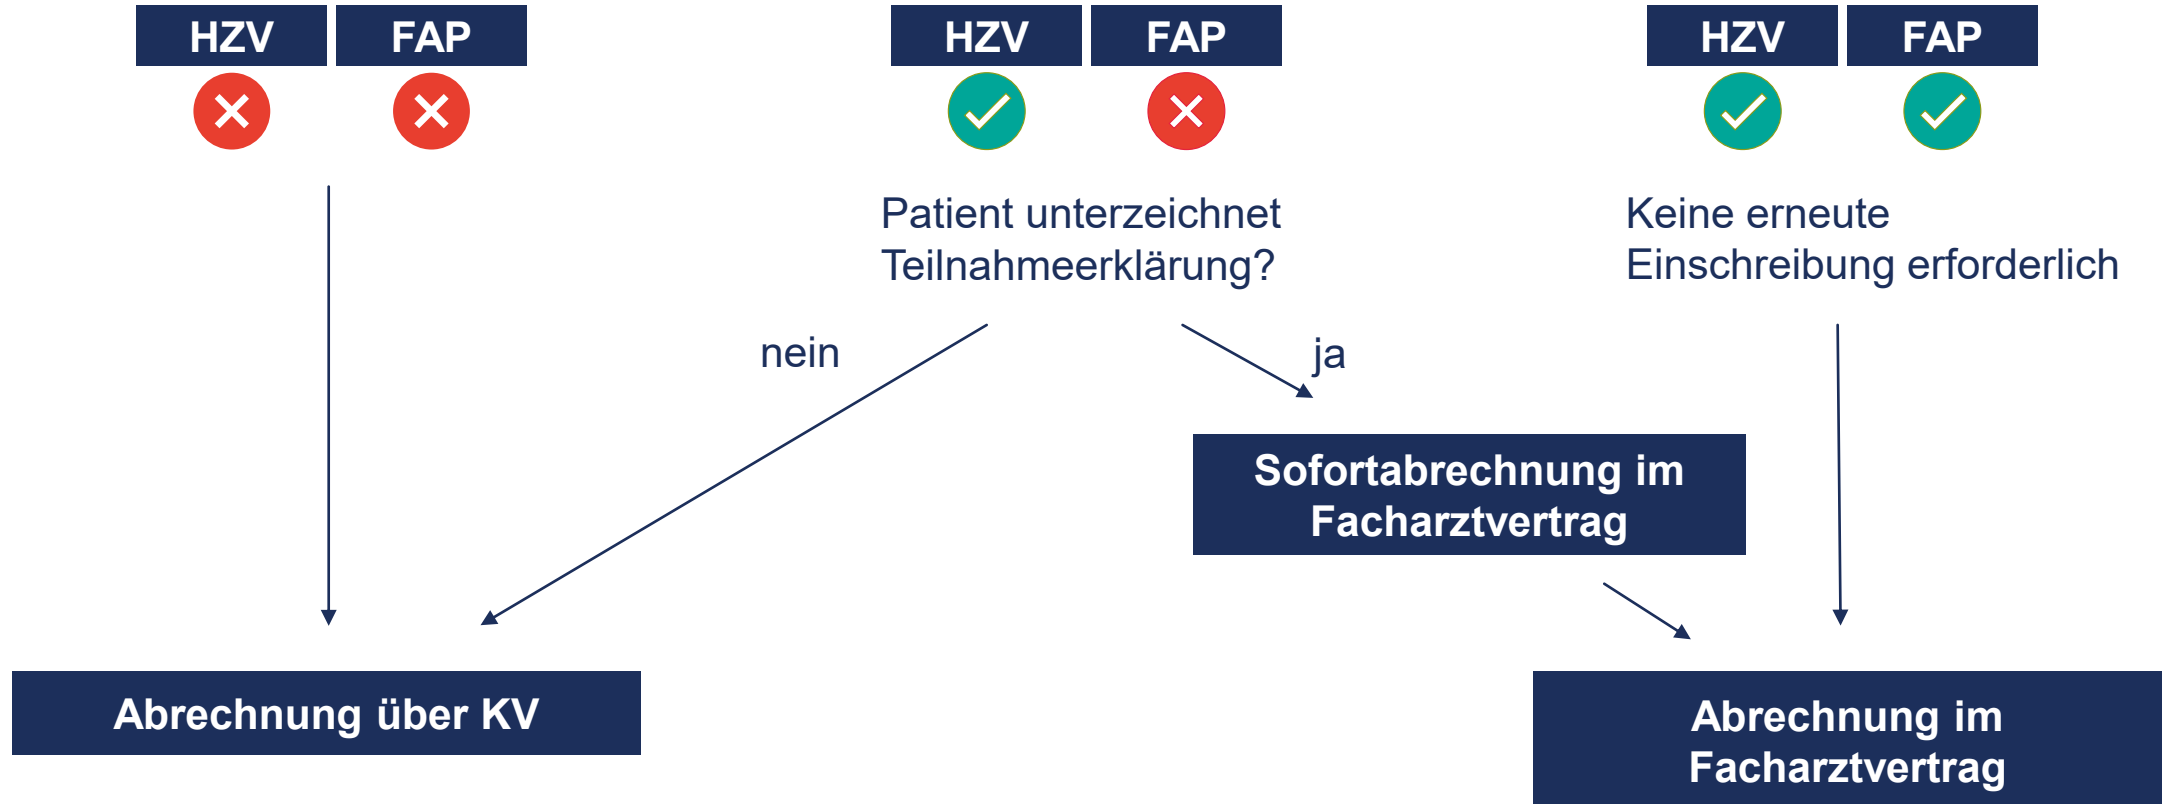 HZV FAP
HZV FAP
HZV FAP
Patient unterzeichnet
Teilnahmeerklärung?
Keine erneute
Einschreibung erforderlich
nein
ja
Sofortabrechnung im
Facharztvertrag
Abrechnung über KV
Abrechnung im
Facharztvertrag